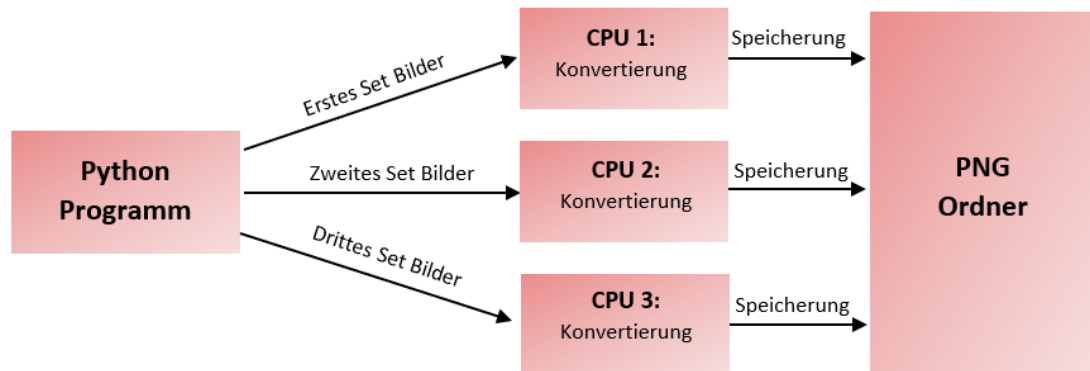 Python
Programm
Erstes Set Bilder
Zweites Set Bilder
Drittes Set Bilder
CPU 1:
Konvertierung
Speicherung
CPU 2:
Konvertierung
Speicherung
CPU 3:
Konvertierung
Speicherung
PNG
Ordner